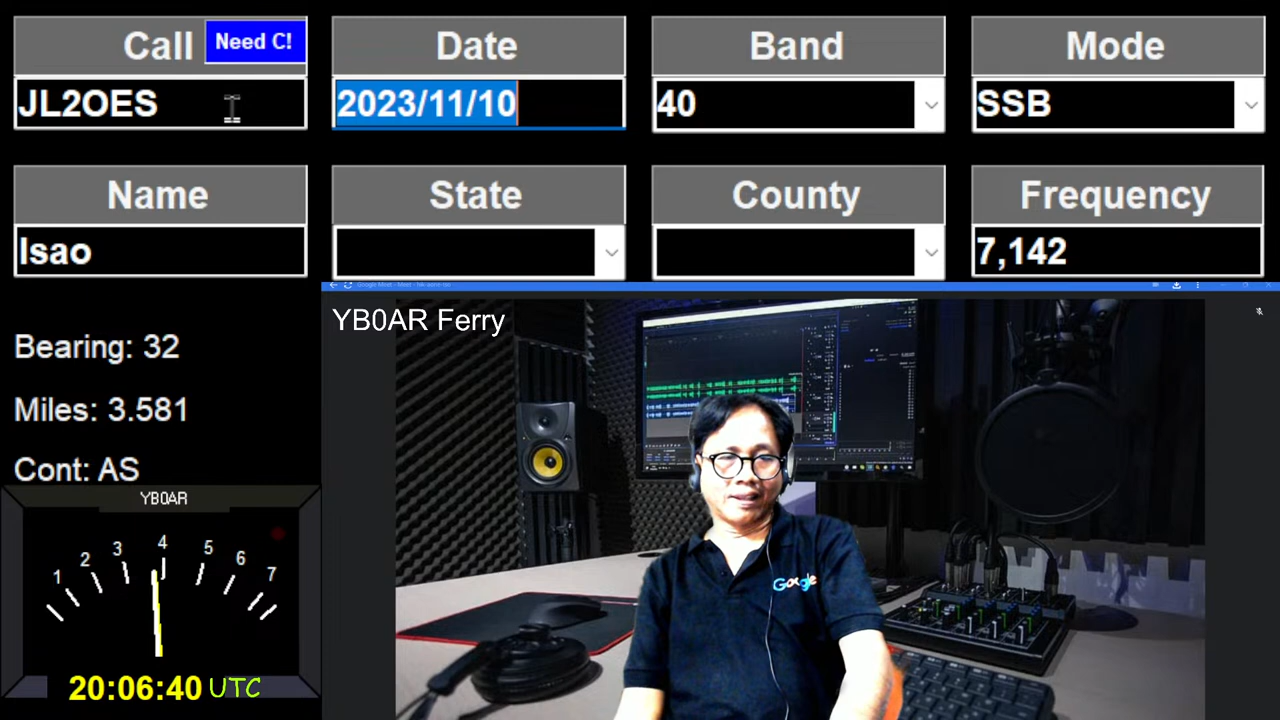 Call
Need C!
Date
Band
Mode
JL2OES
2023/11/10
40
SSB
Name
State
County
Frequency
Isao
7,142
YB0AR Ferry
Bearing: 32
Miles: 3.581
Cont: AS
YB0AR
1 2 3 4 5 6 7
20:06:40 UTC
Google